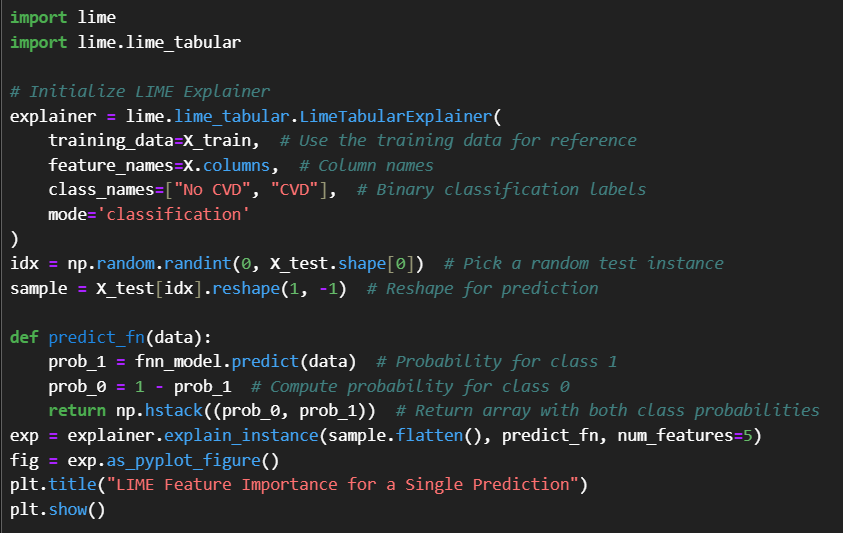 import lime
import lime.lime_tabular
# Initialize LIME Explainer
explainer = lime.lime_tabular.LimeTabularExplainer(
    training_data=X_train,  # Use the training data for reference
    feature_names=X.columns,  # Column names
    class_names=["No CVD", "CVD"],  # Binary classification labels
    mode='classification'
)
idx = np.random.randint(0, X_test.shape[0])  # Pick a random test instance
sample = X_test[idx].reshape(1, -1)  # Reshape for prediction
def predict_fn(data):
    prob_1 = fnn_model.predict(data)  # Probability for class 1
    prob_0 = 1 - prob_1  # Compute probability for class 0
    return np.hstack((prob_0, prob_1))  # Return array with both class probabilities
exp = explainer.explain_instance(sample.flatten(), predict_fn, num_features=5)
fig = exp.as_pyplot_figure()
plt.title("LIME Feature Importance for a Single Prediction")
plt.show()